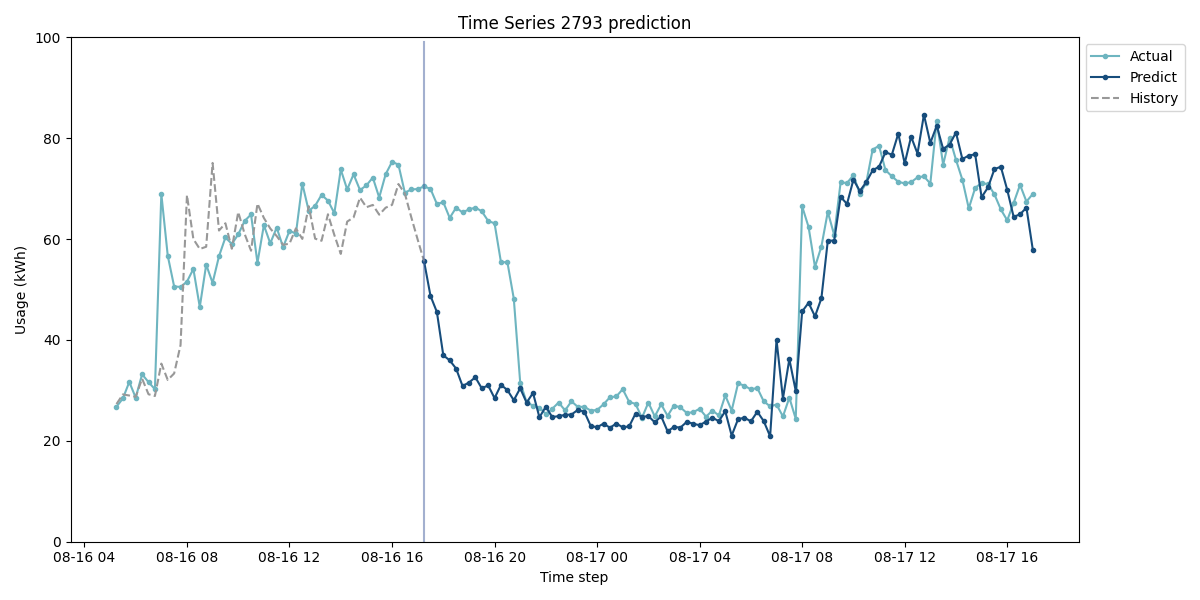 Time Series 2793 prediction
100
80
60
40
20
0
Usage (kWh)
08-16 04
08-16 08
08-16 12
08-16 16
08-16 20
08-17 00
08-17 04
08-17 08
08-17 12
08-17 16
Time step
Actual
Predict
History